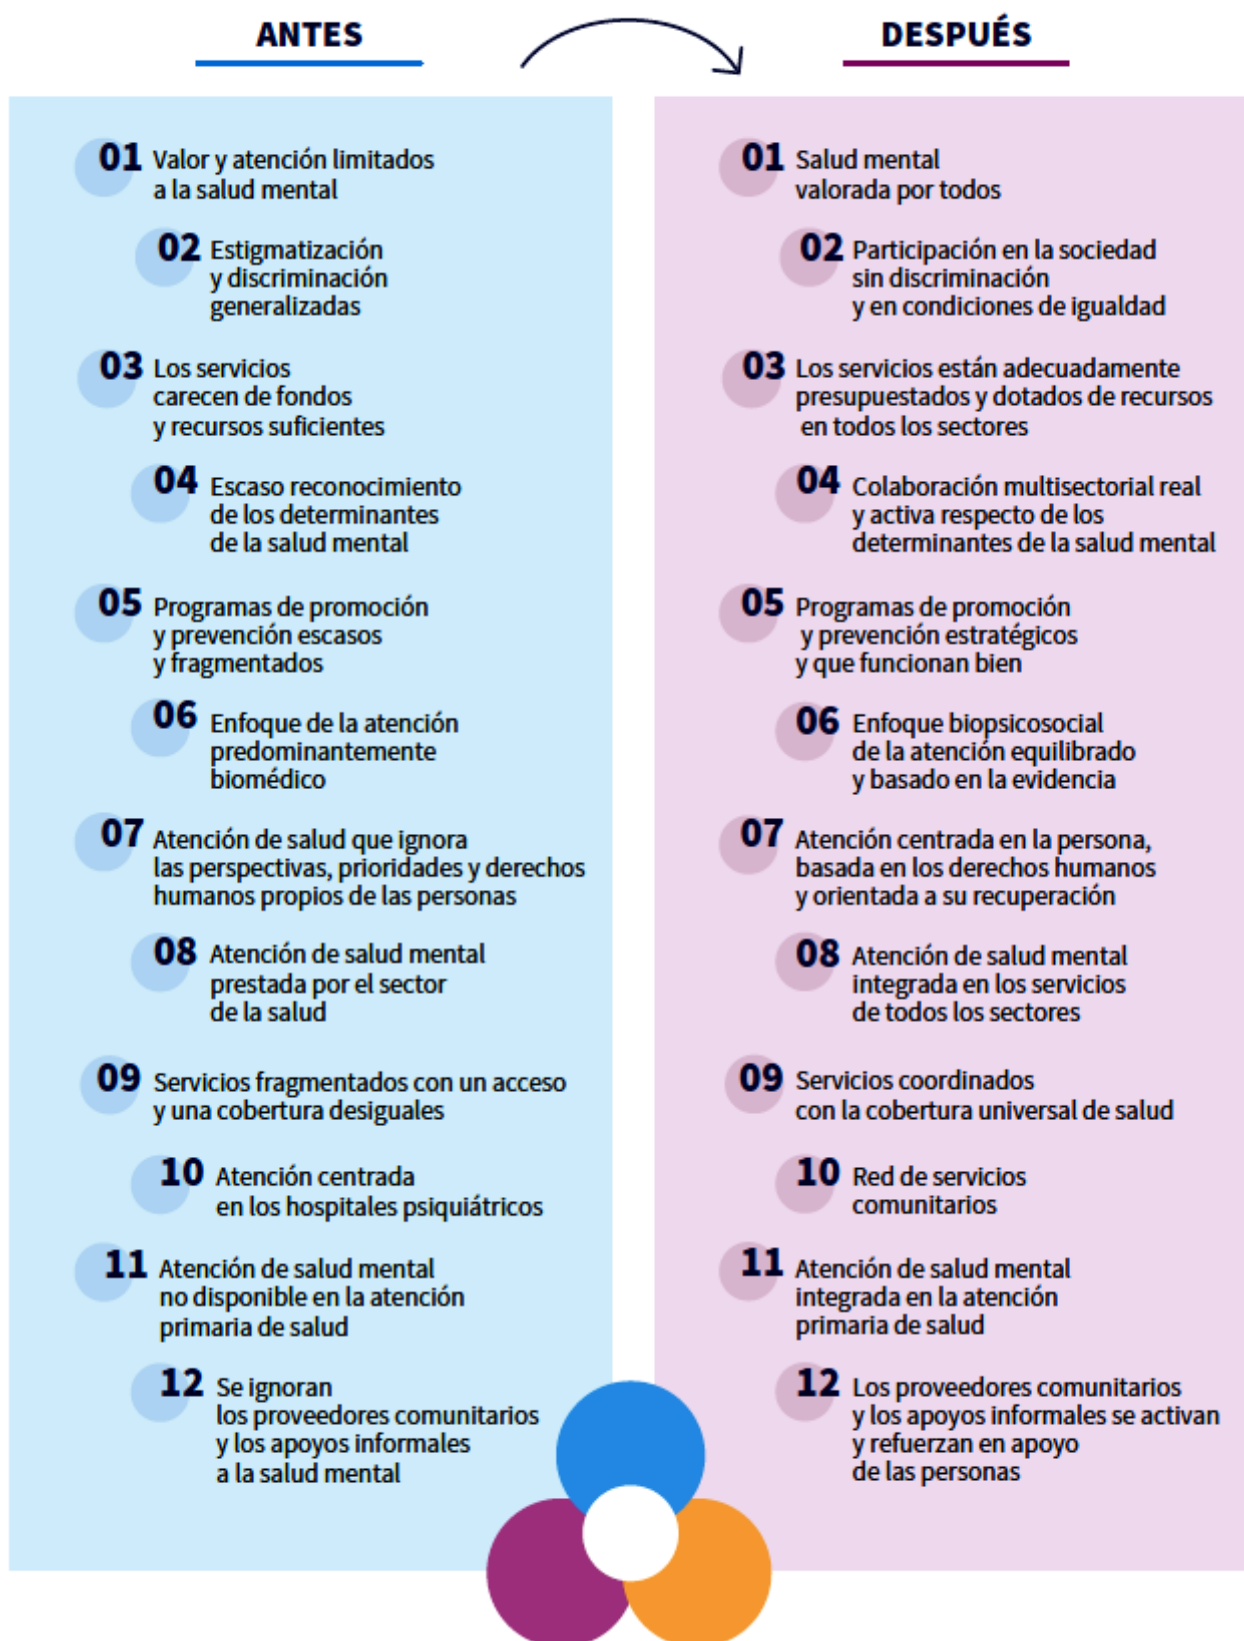 ANTES
DESPUÉS
01 Valor y atención limitados
a la salud mental
02 Estigmatización
y discriminación
generalizadas
03 Los servicios
carecen de fondos
y recursos suficientes
04 Escaso reconocimiento
de los determinantes
de la salud mental
05 Programas de promoción
y prevención escasos
y fragmentados
06 Enfoque de la atención
predominantemente
biomédico
07 Atención de salud que ignora
las perspectivas, prioridades y derechos
humanos propios de las personas
08 Atención de salud mental
prestada por el sector
de la salud
09 Servicios fragmentados con un acceso
y una cobertura desiguales
10 Atención centrada
en los hospitales psiquiátricos
11 Atención de salud mental
no disponible en la atención
primaria de salud
12 Se ignoran
los proveedores comunitarios
y los apoyos informales
a la salud mental
01 Salud mental
valorada por todos
02 Participación en la sociedad
sin discriminación
y en condiciones de igualdad
03 Los servicios están adecuadamente
presupuestados y dotados de recursos
en todos los sectores
04 Colaboración multisectorial real
y activa respecto de los
determinantes de la salud mental
05 Programas de promoción
y prevención estratégicos
y que funcionan bien
06 Enfoque biopsicosocial
de la atención equilibrado
y basado en la evidencia
07 Atención centrada en la persona,
basada en los derechos humanos
y orientada a su recuperación
08 Atención de salud mental
integrada en los servicios
de todos los sectores
09 Servicios coordinados
con la cobertura universal de salud
10 Red de servicios
comunitarios
11 Atención de salud mental
integrada en la atención
primaria de salud
12 Los proveedores comunitarios
y los apoyos informales se activan
y refuerzan en apoyo
de las personas